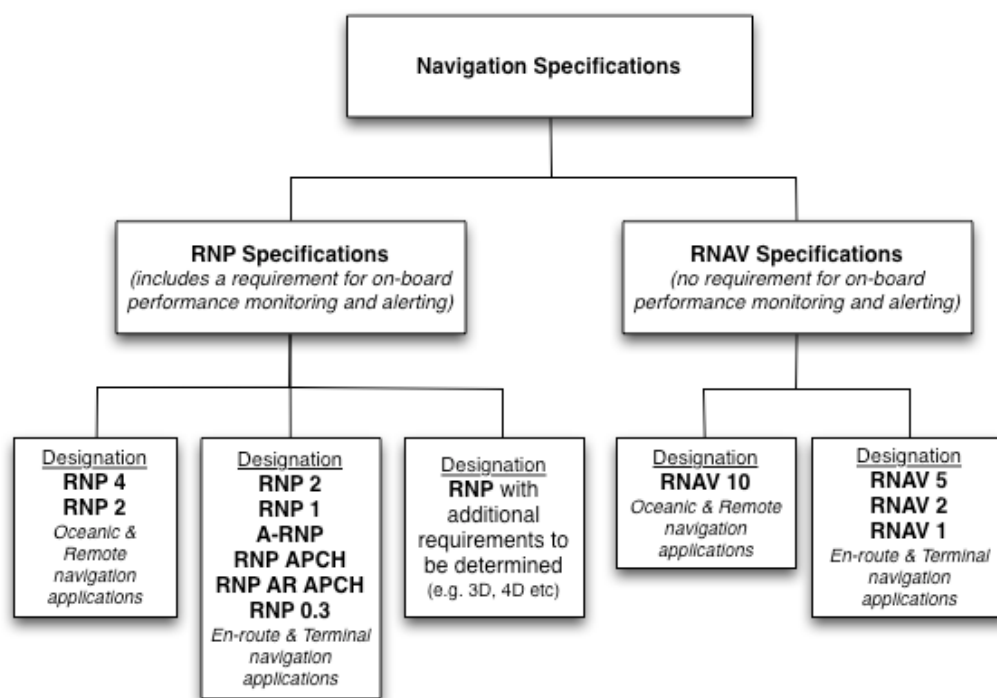 Navigation Specifications
RNP Specifications
(includes a requirement for on-board
performance monitoring and alerting)
RNAV Specifications
(no requirement for on-board
performance monitoring and alerting)
Designation
RNP 4
RNP 2
Oceanic &
Remote
navigation
applications
Designation
RNP 2
RNP 1
A-RNP
RNP APCH
RNP AR APCH
RNP 0.3
En-route & Terminal
navigation
applications
Designation
RNP with
additional
requirements to
be determined
(e.g. 3D, 4D etc)
Designation
RNAV 10
Oceanic & Remote
navigation
applications
Designation
RNAV 5
RNAV 2
RNAV 1
En-route & Terminal
navigation
applications